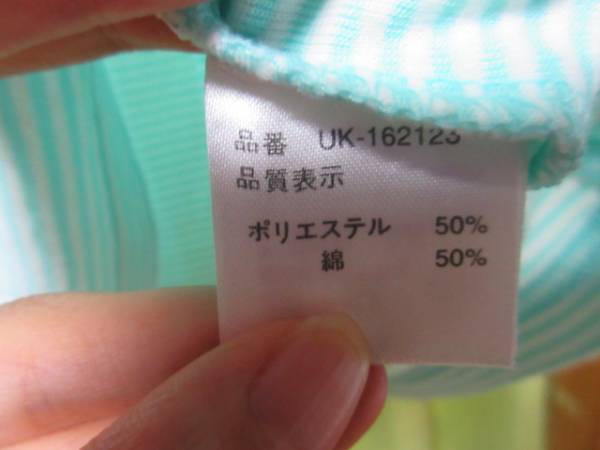 品番 UK-162123
品質表示
ポリエステル 50%
綿 50%